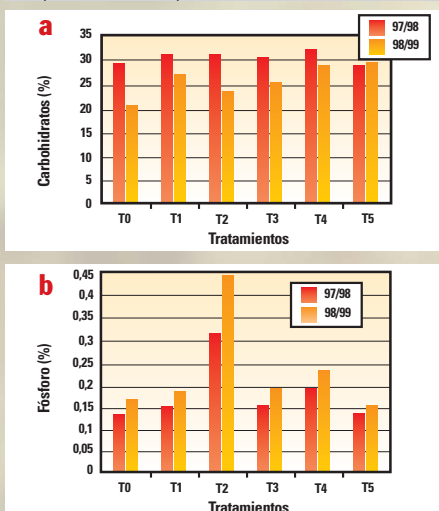 a
97/98
98/99
Carbohidratos (%)
35
30
25
20
15
10
5
0
T0 T1 T2 T3 T4 T5
Tratamientos
b
97/98
98/99
Fósforo (%)
0,45
0,4
0,35
0,3
0,25
0,2
0,15
0,1
0,05
0
T0 T1 T2 T3 T4 T5
Tratamientos